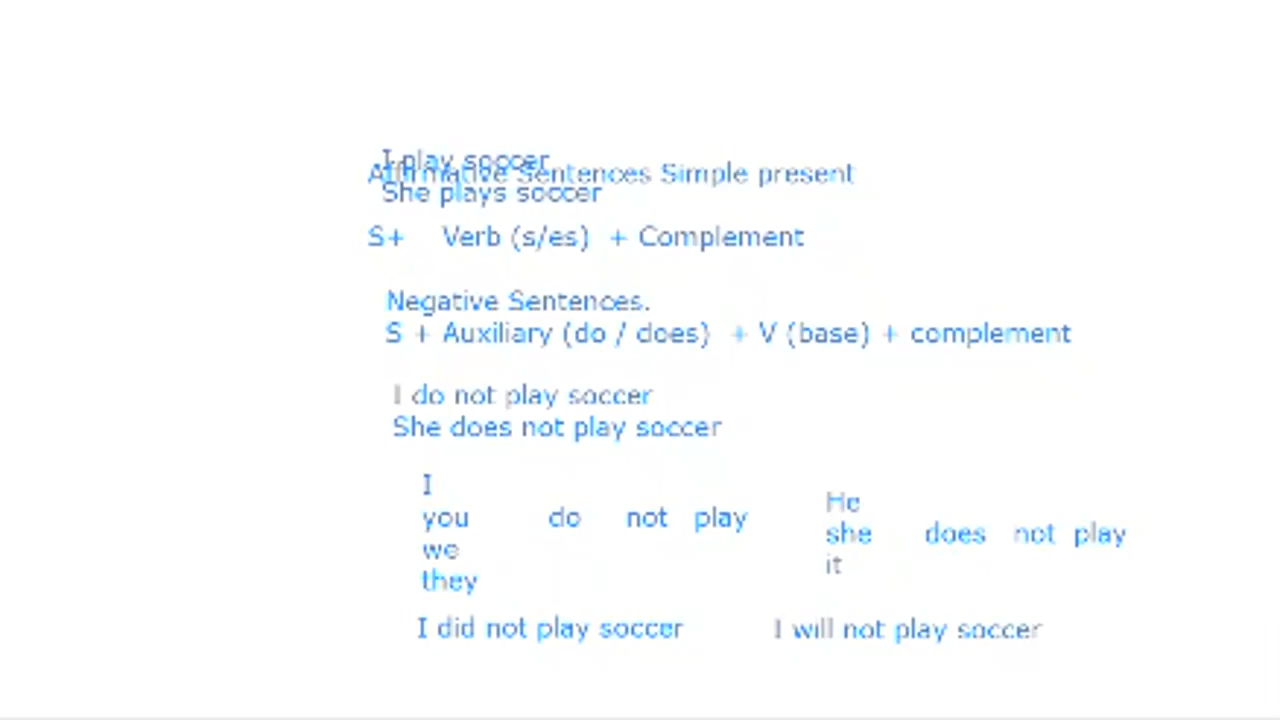 I play soccer
Affirmative Sentences Simple present
She plays soccer
S+ Verb (s/es) + Complement
Negative Sentences.
S + Auxiliary (do / does) + V (base) + complement
I do not play soccer
She does not play soccer
I
you do not play
we
they
He
she does not play
it
I did not play soccer
I will not play soccer